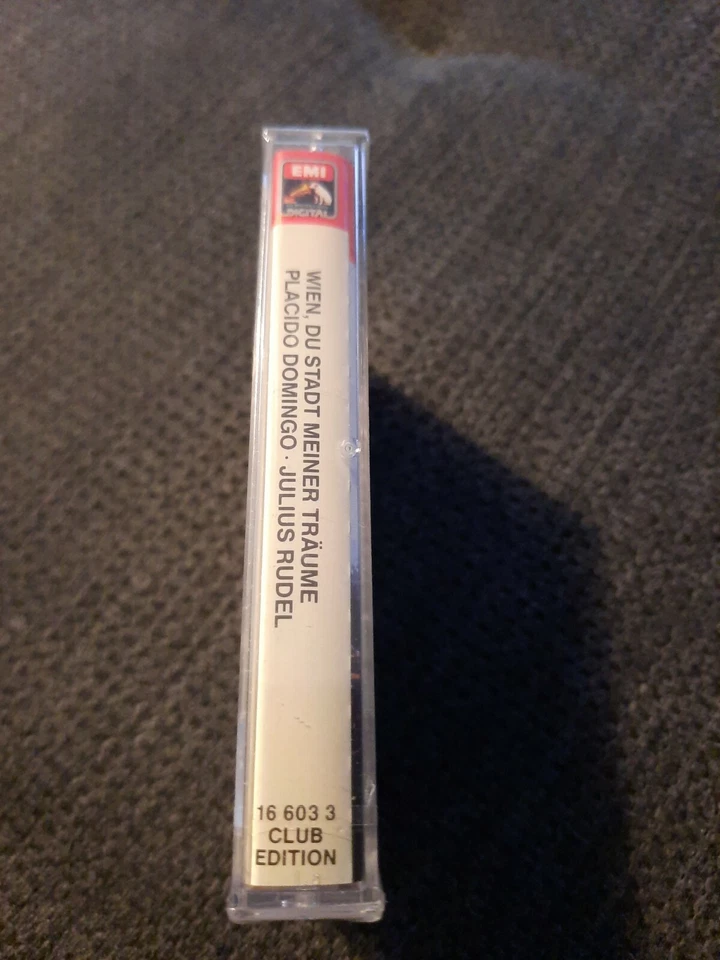 EMI
DIGITAL
WIEN, DU STADT MEINER TRÄUME
PLACIDO DOMINGO · JULIUS RUDEL
16 603 3
CLUB
EDITION